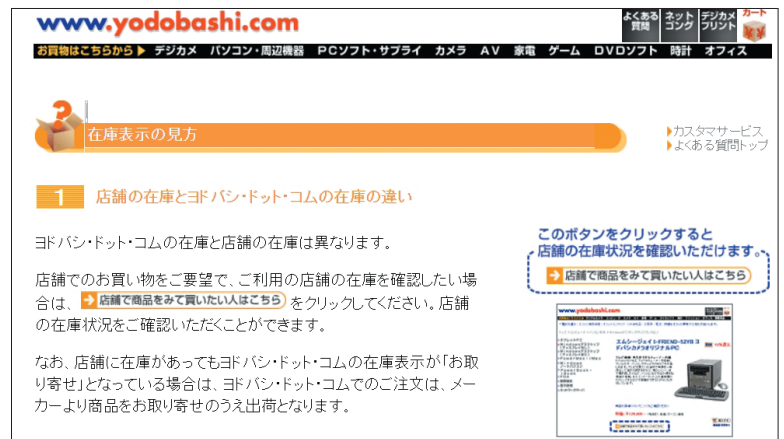 www.yodobashi.com
よくある質問
ネットコング
デジカメプリント
カート
お買物はこちらから▶ デジカメ パソコン・周辺機器 PCソフト・サプライ カメラ AV 家電 ゲーム DVDソフト 時計 オフィス
在庫表示の見方
カスタマサービス
よくある質問トップ
1 店舗の在庫とヨドバシ・ドット・コムの在庫の違い
ヨドバシ・ドット・コムの在庫と店舗の在庫は異なります。
店舗でのお買い物をご要望で、ご利用の店舗の在庫を確認したい場
合は、 店舗で商品をみて買いたい人はこちら をクリックしてください。店舗
の在庫状況をご確認いただくことができます。
なお、店舗に在庫があってもヨドバシ・ドット・コムの在庫表示が「お取
り寄せ」となっている場合は、ヨドバシ・ドット・コムでのご注文は、メー
カーより商品をお取り寄せのうえ出荷となります。
このボタンをクリックすると
店舗の在庫状況を確認いただけます。
店舗で商品をみて買いたい人はこちら
www.yodobashi.com